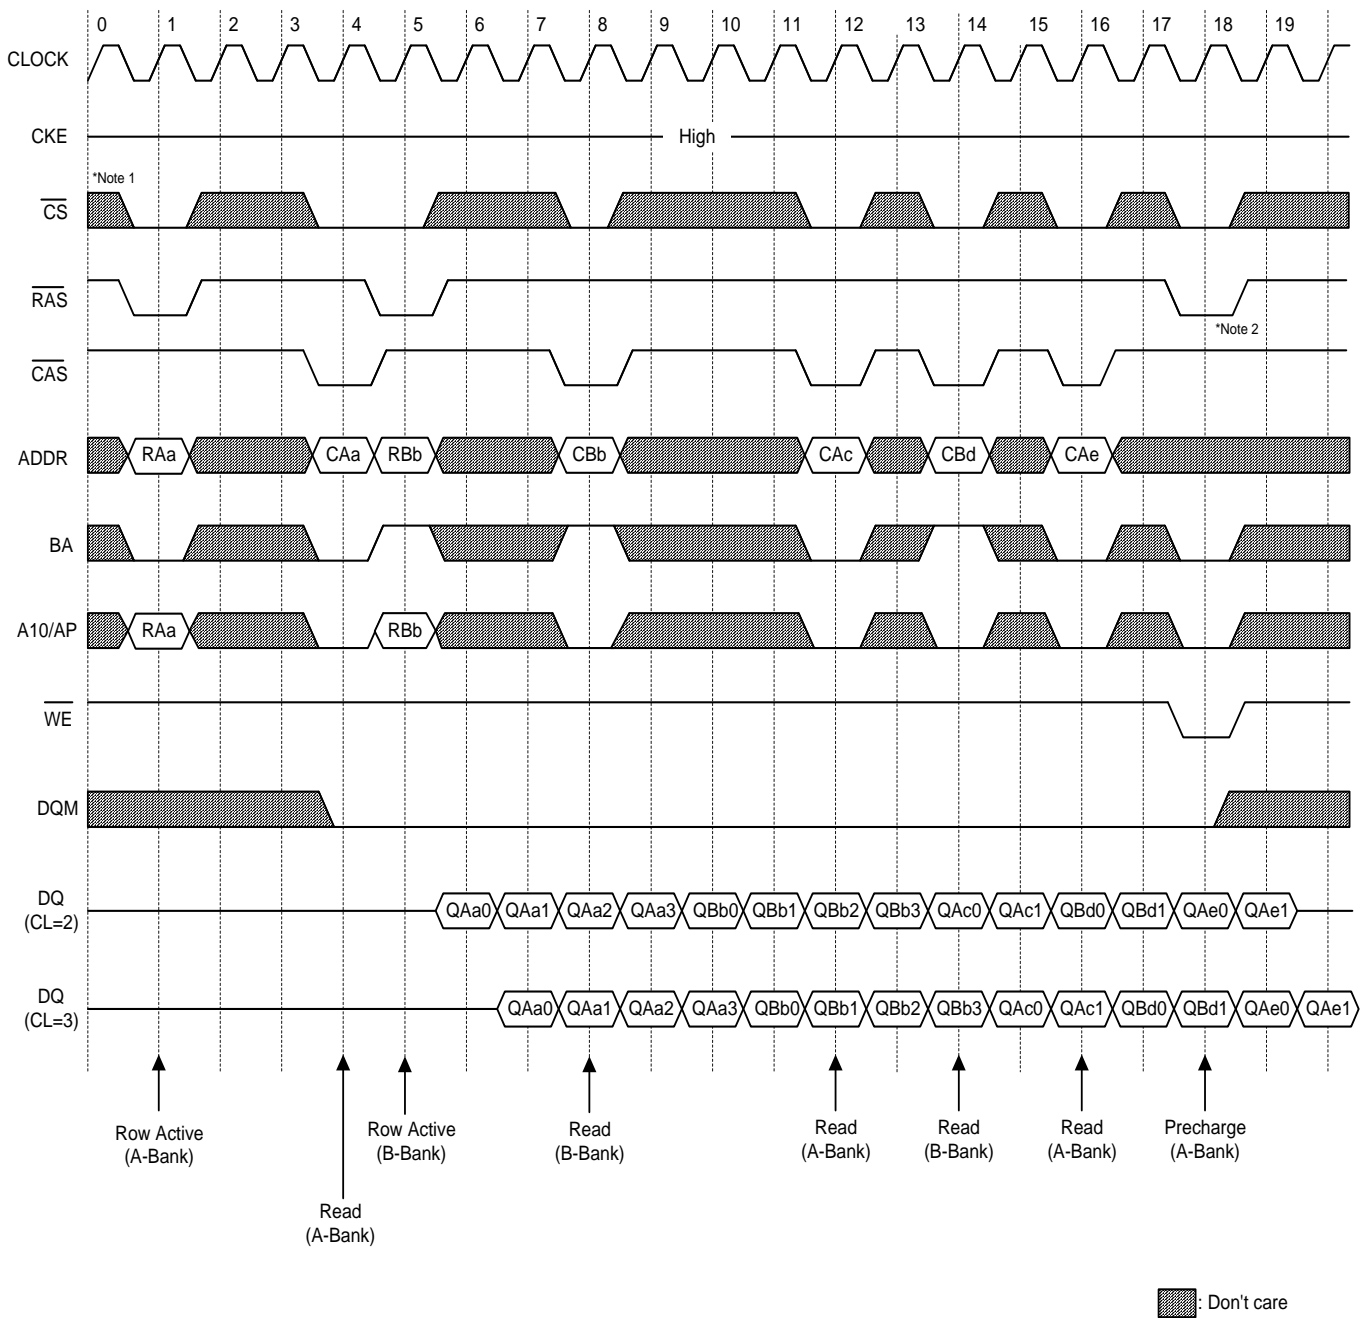 0 1 2 3 4 5 6 7 8 9 10 11 12 13 14 15 16 17 18 19
CLOCK
CKE High
*Note 1
CS
RAS
*Note 2
CAS
ADDR RAa CAa RBb CBb CAc CBd CAe
BA
A10/AP RAa RBb
WE
DQM
DQ
(CL=2) QAa0 QAa1 QAa2 QAa3 QBb0 QBb1 QBb2 QBb3 QAc0 QAc1 QBd0 QBd1 QAe0 QAe1
DQ
(CL=3) QAa0 QAa1 QAa2 QAa3 QBb0 QBb1 QBb2 QBb3 QAc0 QAc1 QBd0 QBd1 QAe0 QAe1
Row Active
(A-Bank)
Read
(A-Bank)
Row Active
(B-Bank)
Read
(B-Bank)
Read
(A-Bank)
Read
(B-Bank)
Read
(A-Bank)
Precharge
(A-Bank)
: Don't care